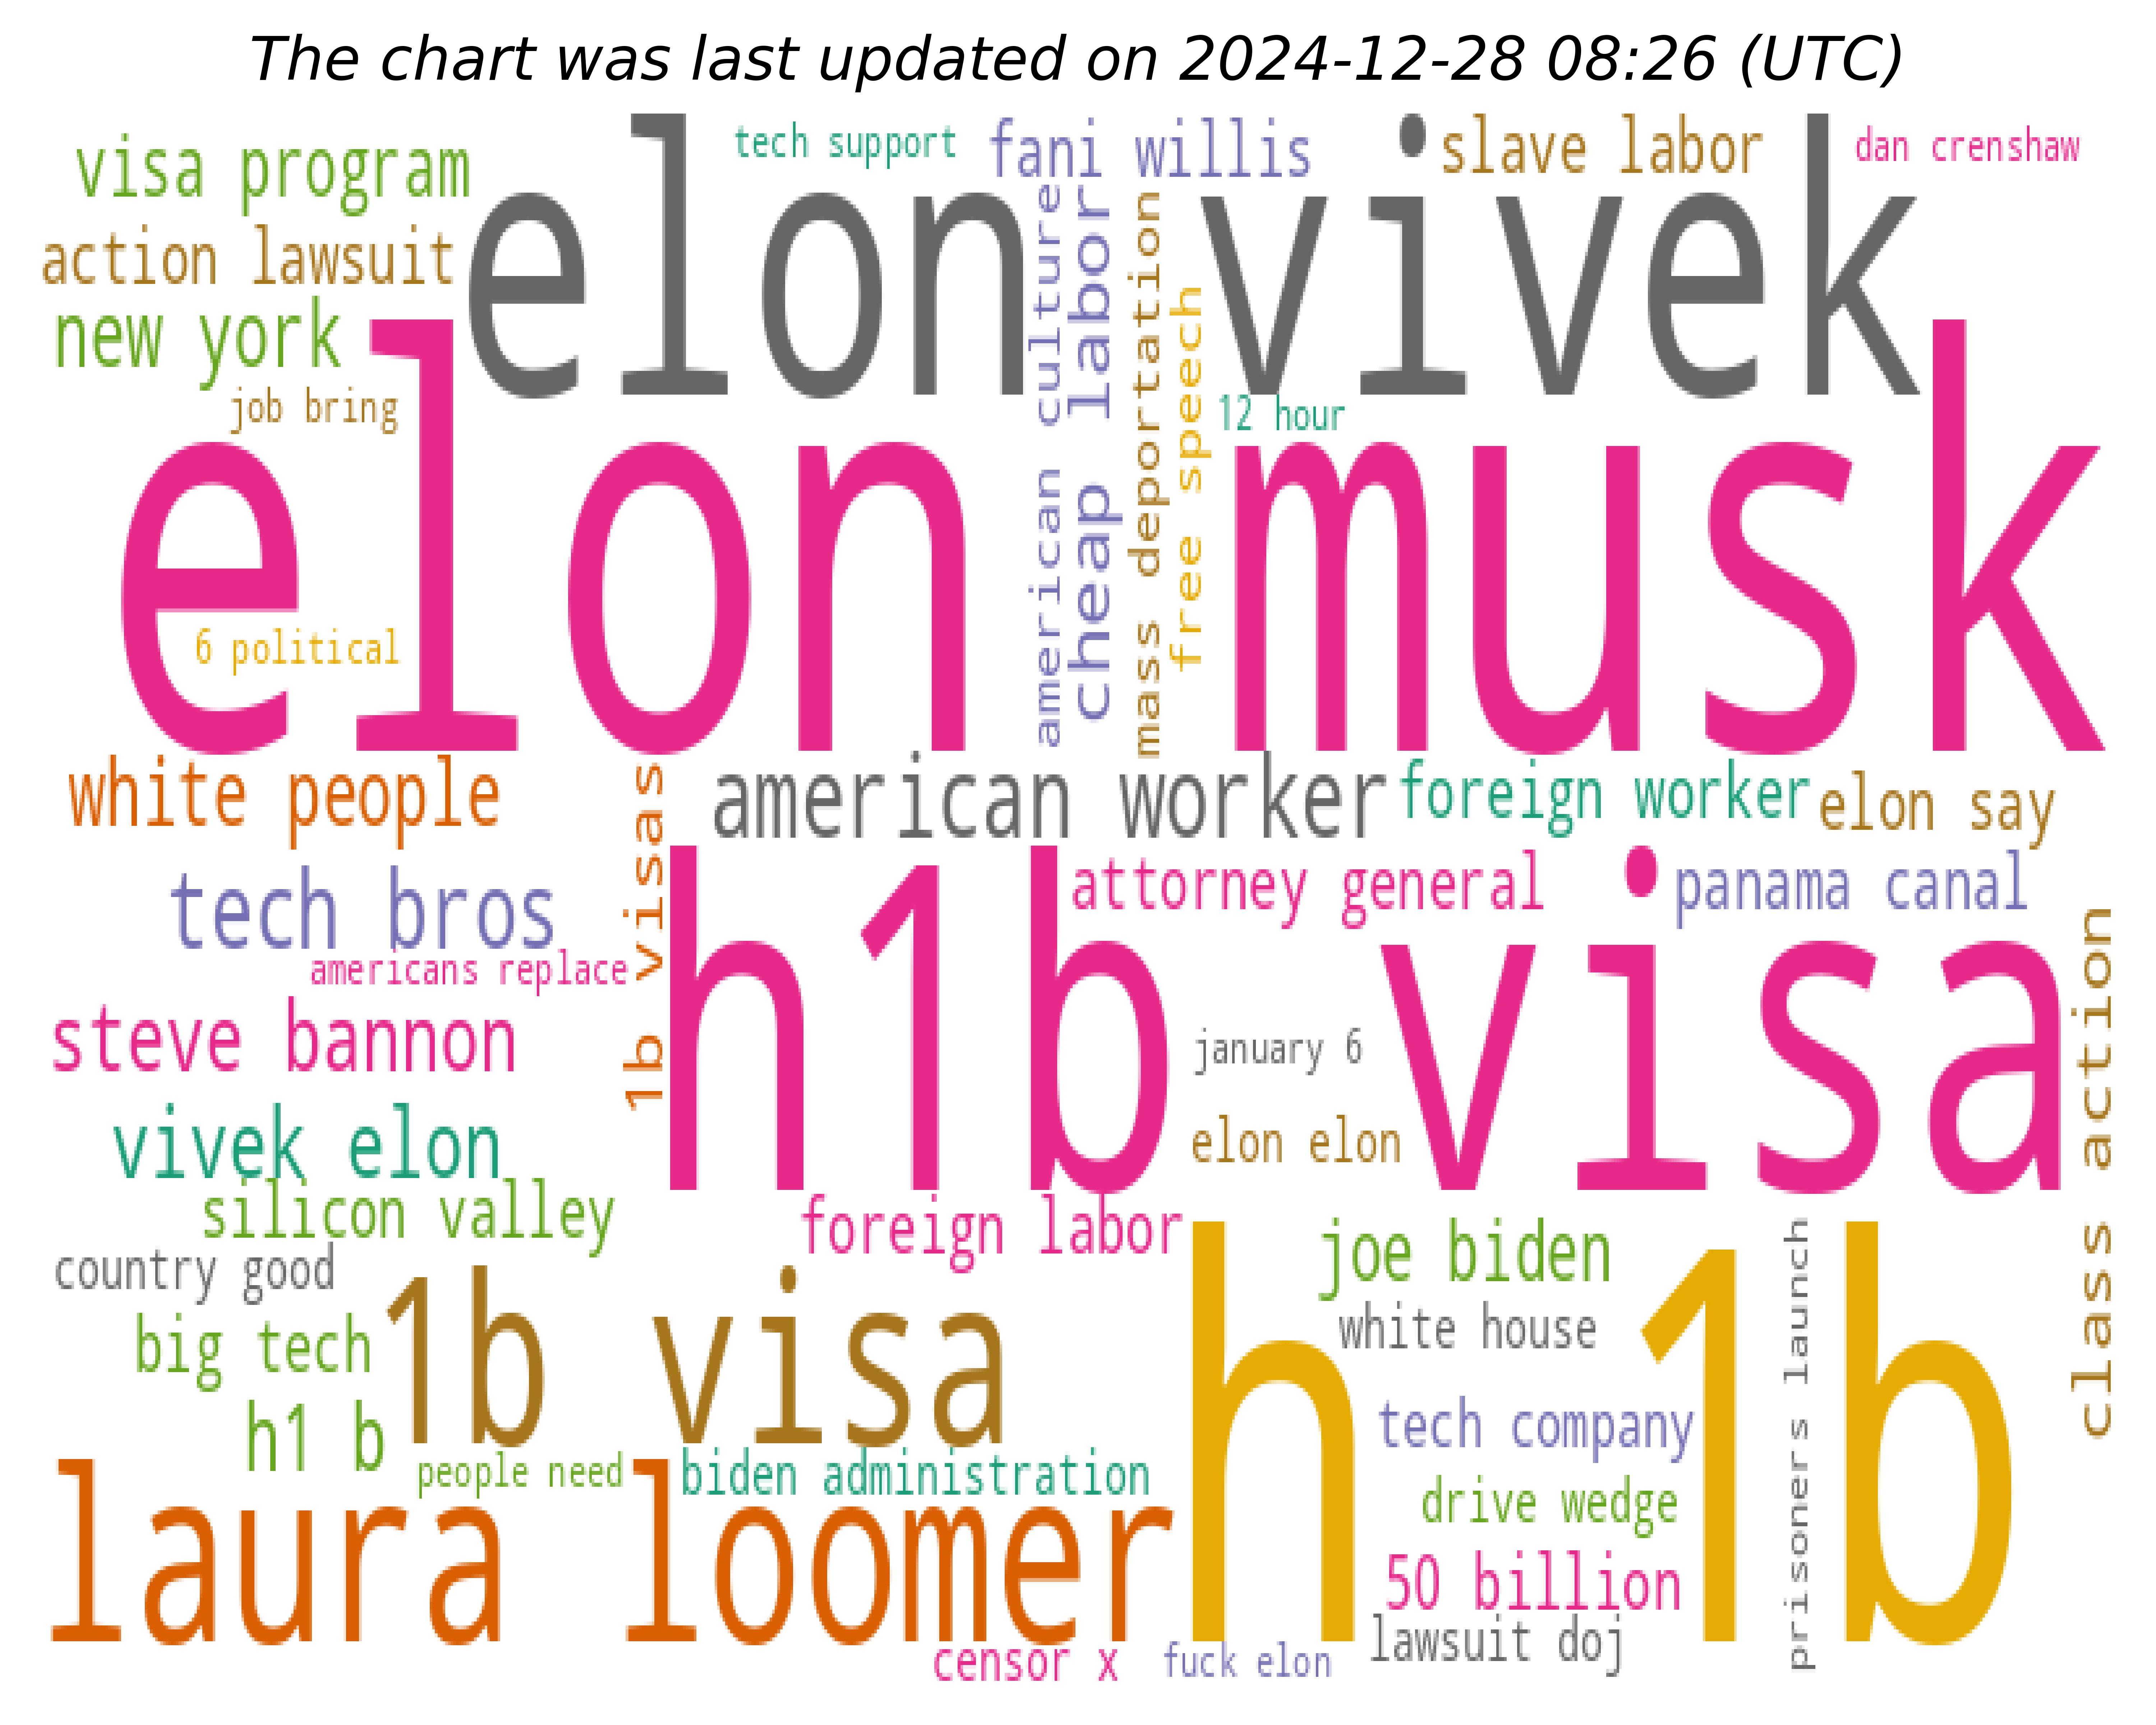 The chart was last updated on 2024-12-28 08:26 (UTC)
visa program
tech support
fani willis
slave labor
dan crenshaw
elon vivek
action lawsuit
new york
job bring
american culture
cheap labor
mass deportation
free speech
12 hour
elon musk
6 political
white people
1b visas
american worker
foreign worker
elon say
tech bros
attorney general
panama canal
americans replace
h1b visa
class action
steve bannon
january 6
vivek elon
elon elon
silicon valley
foreign labor
joe biden
country good
prisoners launch
big tech
1b visa
white house
h 1b
h1 b
tech company
people need
biden administration
drive wedge
laura loomer
50 billion
lawsuit doj
censor x
fuck elon